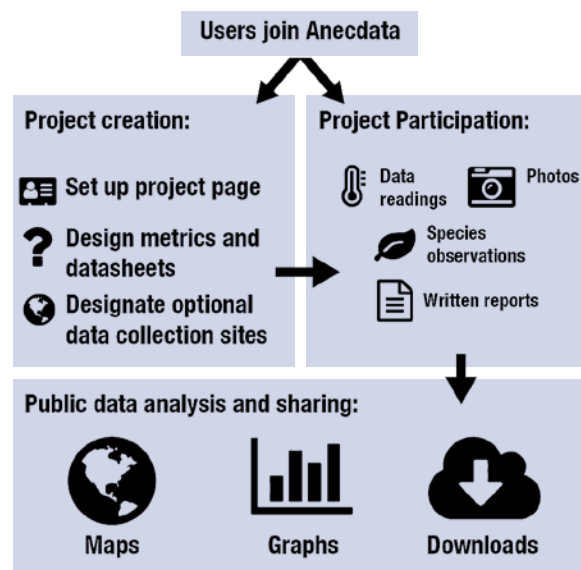 Users join Anecdata
Project creation:
Set up project page
Design metrics and
datasheets
Designate optional
data collection sites
Project Participation:
Data
readings
Photos
Species
observations
Written reports
Public data analysis and sharing:
Maps
Graphs
Downloads